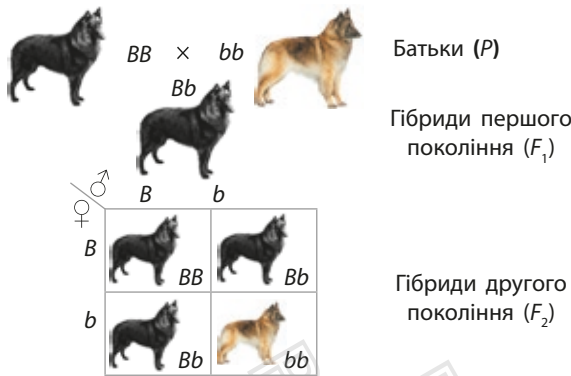 BB × bb
Батьки (P)
Bb
Гібриди першого
покоління (F₁)
♂
♀
B b
B
BB Bb
b
Bb bb
Гібриди другого
покоління (F₂)